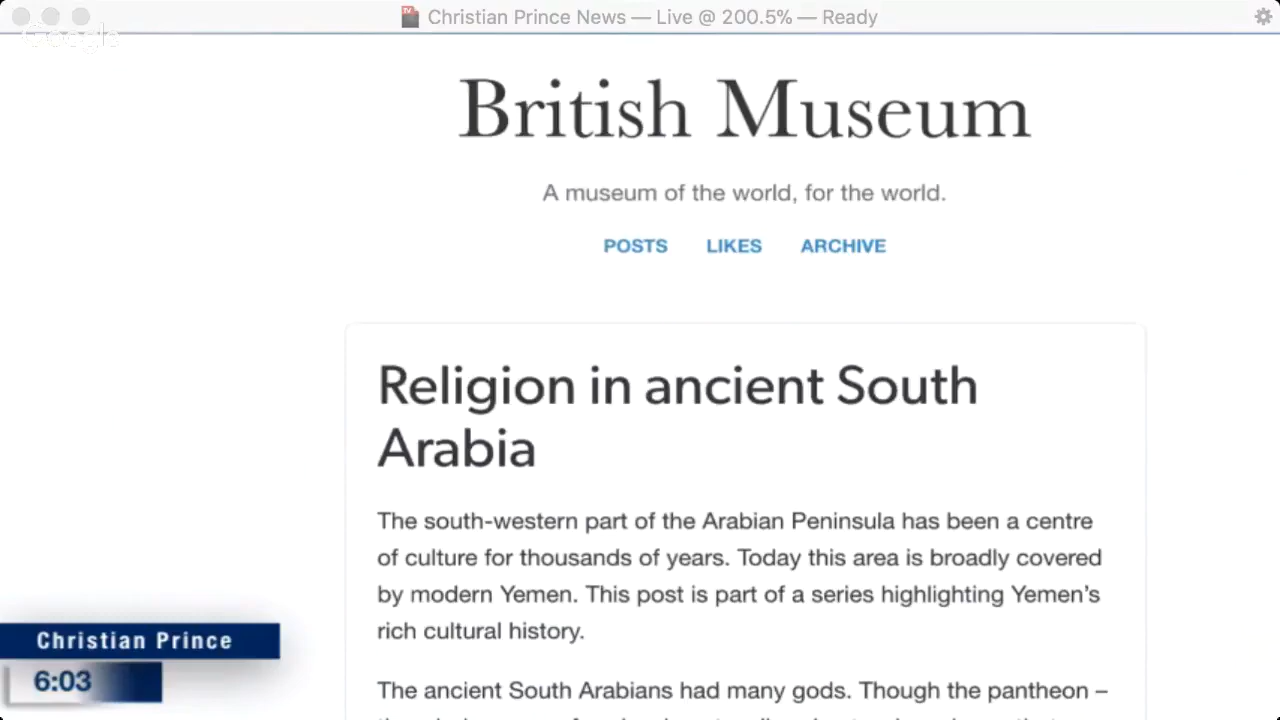 Christian Prince News — Live @ 200.5% — Ready
Google
British Museum
A museum of the world, for the world.
POSTS LIKES ARCHIVE
Religion in ancient South
Arabia
The south-western part of the Arabian Peninsula has been a centre
of culture for thousands of years. Today this area is broadly covered
by modern Yemen. This post is part of a series highlighting Yemen’s
rich cultural history.
The ancient South Arabians had many gods. Though the pantheon –
Christian Prince
6:03